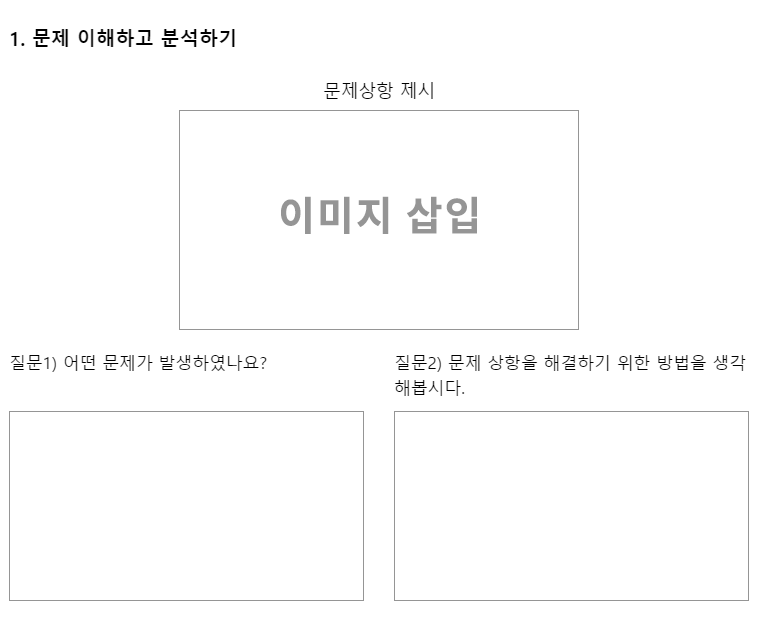 1. 문제 이해하고 분석하기
문제상항 제시
이미지 삽입
질문1) 어떤 문제가 발생하였나요?
질문2) 문제 상항을 해결하기 위한 방법을 생각
해봅시다.